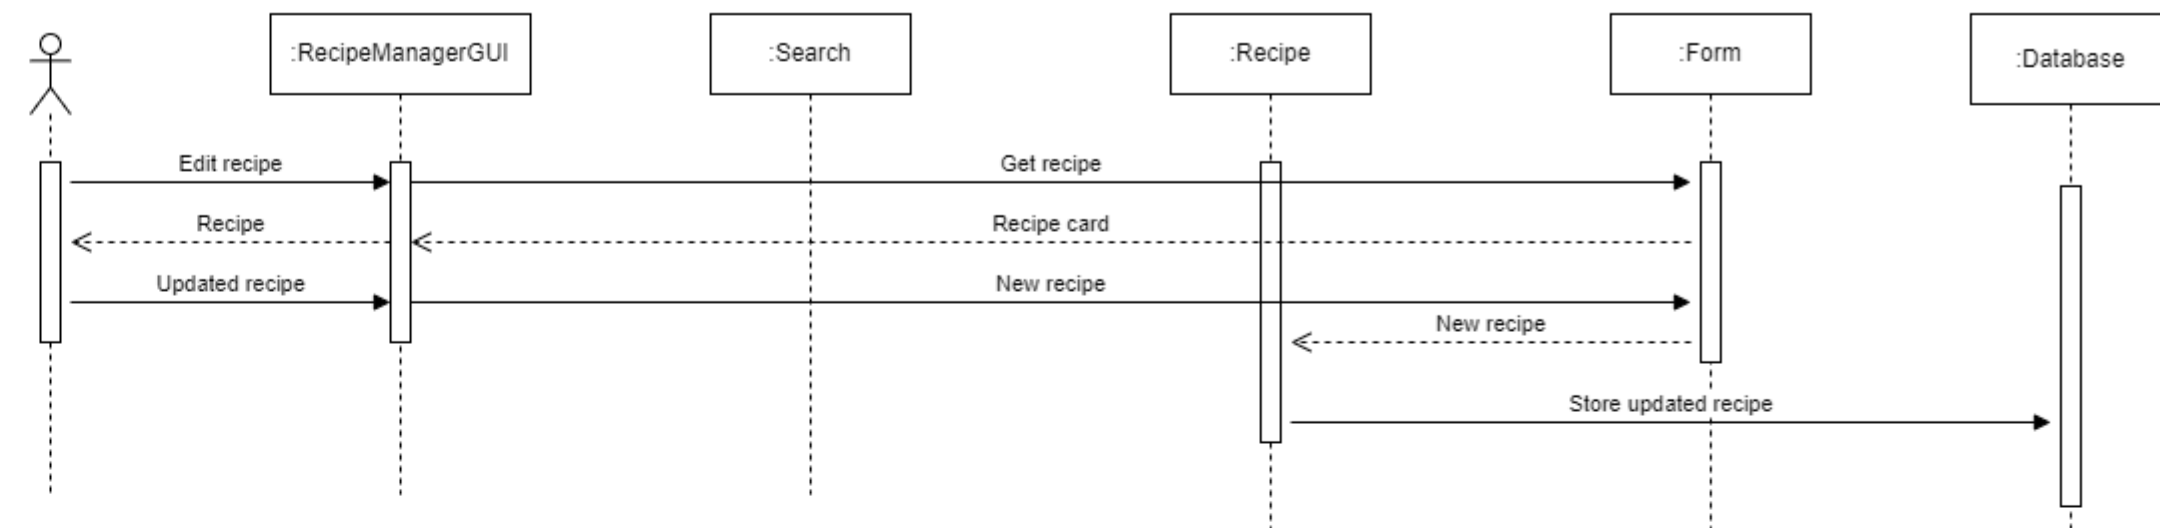 :RecipeManagerGUI
:Search
:Recipe
:Form
:Database
Edit recipe
Get recipe
Recipe
Recipe card
Updated recipe
New recipe
New recipe
Store updated recipe